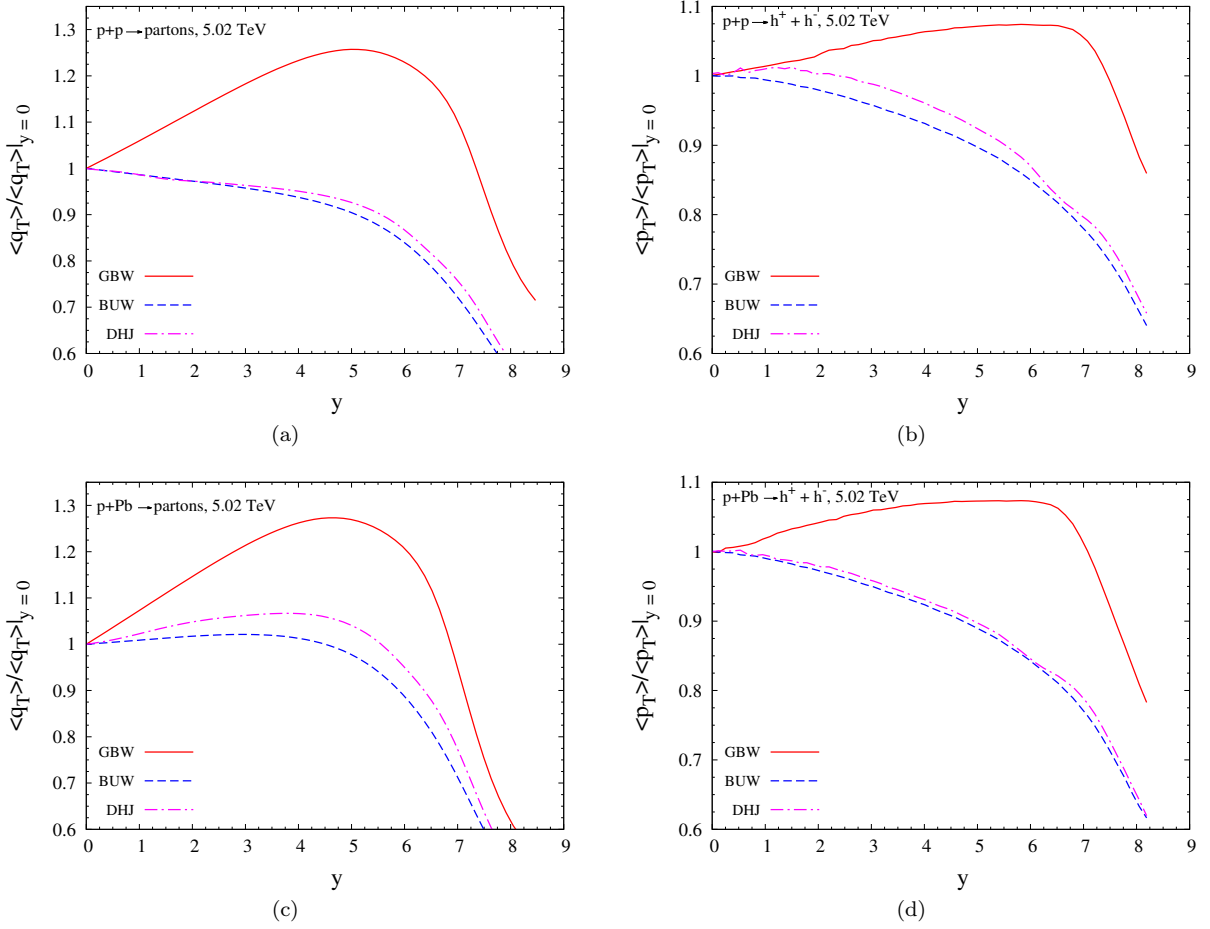 p+p→partons, 5.02 TeV
<q_T>/<q_T>|_{y = 0}
1.3
1.2
1.1
1
0.9
0.8
0.7
0.6
GBW
BUW
DHJ
0 1 2 3 4 5 6 7 8 9
y
(a)
p+p→h^+ + h^-, 5.02 TeV
<p_T>/<p_T>|_{y = 0}
1.1
1
0.9
0.8
0.7
0.6
GBW
BUW
DHJ
0 1 2 3 4 5 6 7 8 9
y
(b)
p+Pb→partons, 5.02 TeV
<q_T>/<q_T>|_{y = 0}
1.3
1.2
1.1
1
0.9
0.8
0.7
0.6
GBW
BUW
DHJ
0 1 2 3 4 5 6 7 8 9
y
(c)
p+Pb→h^+ + h^-, 5.02 TeV
<p_T>/<p_T>|_{y = 0}
1.1
1
0.9
0.8
0.7
0.6
GBW
BUW
DHJ
0 1 2 3 4 5 6 7 8 9
y
(d)